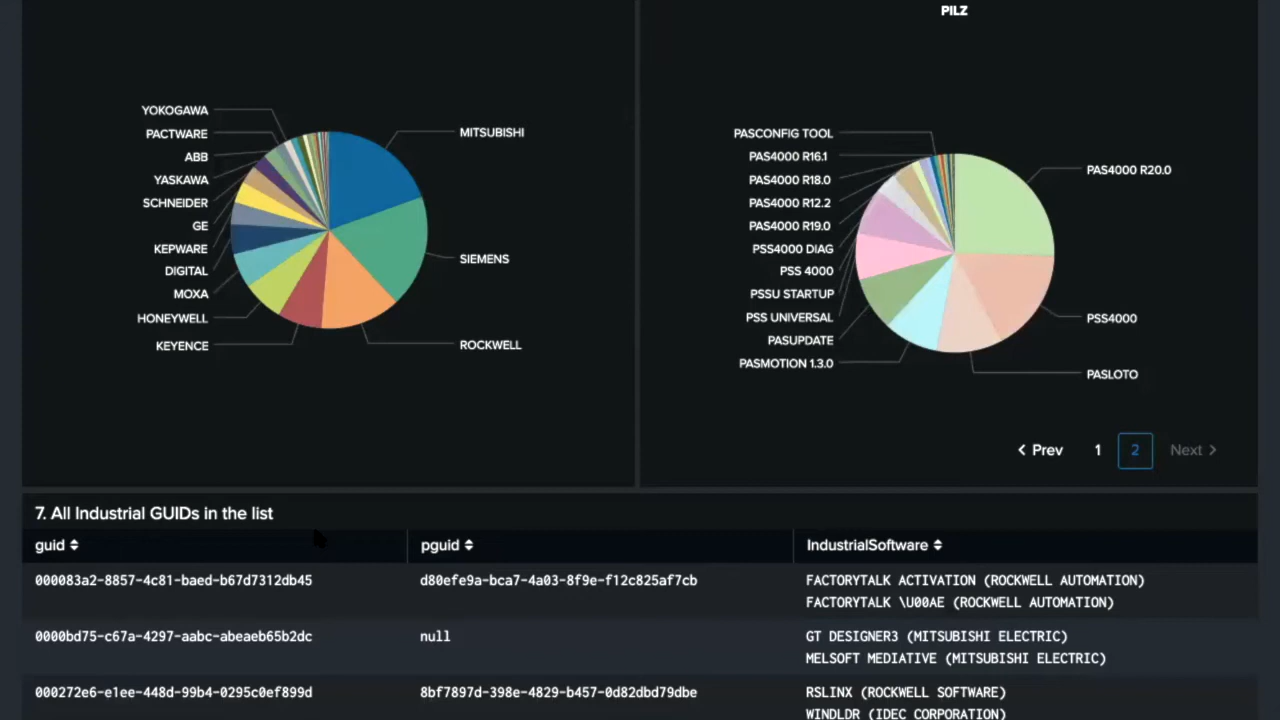 PILZ
YOKOGAWA
PACTWARE
ABB
YASKAWA
SCHNEIDER
GE
KEPWARE
DIGITAL
MOXA
HONEYWELL
KEYENCE
MITSUBISHI
SIEMENS
ROCKWELL
PASCONFIG TOOL
PAS4000 R16.1
PAS4000 R18.0
PAS4000 R12.2
PAS4000 R19.0
PSS4000 DIAG
PSS 4000
PSSU STARTUP
PSS UNIVERSAL
PASUPDATE
PASMOTION 1.3.0
PAS4000 R20.0
PSS4000
PASLOTO
Prev 1 2 Next
7. All Industrial GUIDs in the list
guid pguid IndustrialSoftware
000083a2-8857-4c81-baed-b67d7312db45 d80efe9a-bca7-4a03-8f9e-f12c825af7cb FACTORYTALK ACTIVATION (ROCKWELL AUTOMATION)
FACTORYTALK \U00AE (ROCKWELL AUTOMATION)
0000bd75-c67a-4297-aabc-abeaeb65b2dc null GT DESIGNER3 (MITSUBISHI ELECTRIC)
MELSOFT MEDIATIVE (MITSUBISHI ELECTRIC)
000272e6-e1ee-448d-99b4-0295c0ef899d 8bf7897d-398e-4829-b457-0d82dbd79dbe RSLINX (ROCKWELL SOFTWARE)
WINDLDR (IDEC CORPORATION)